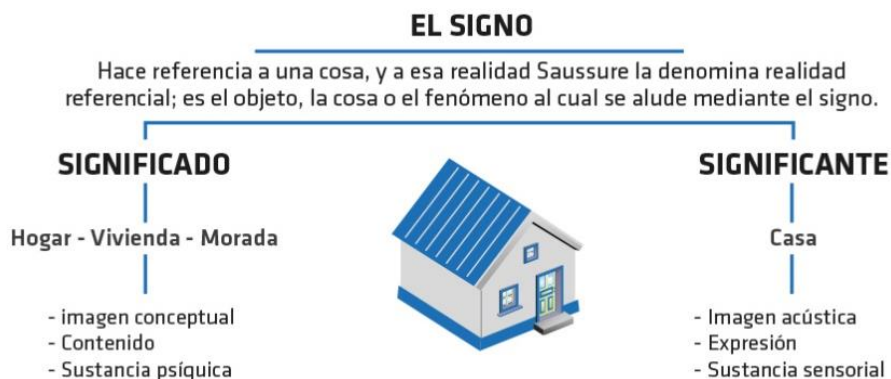 EL SIGNO
Hace referencia a una cosa, y a esa realidad Saussure la denomina realidad
referencial; es el objeto, la cosa o el fenómeno al cual se alude mediante el signo.
SIGNIFICADO
Hogar - Vivienda - Morada
- imagen conceptual
- Contenido
- Sustancia psíquica
SIGNIFICANTE
Casa
- Imagen acústica
- Expresión
- Sustancia sensorial